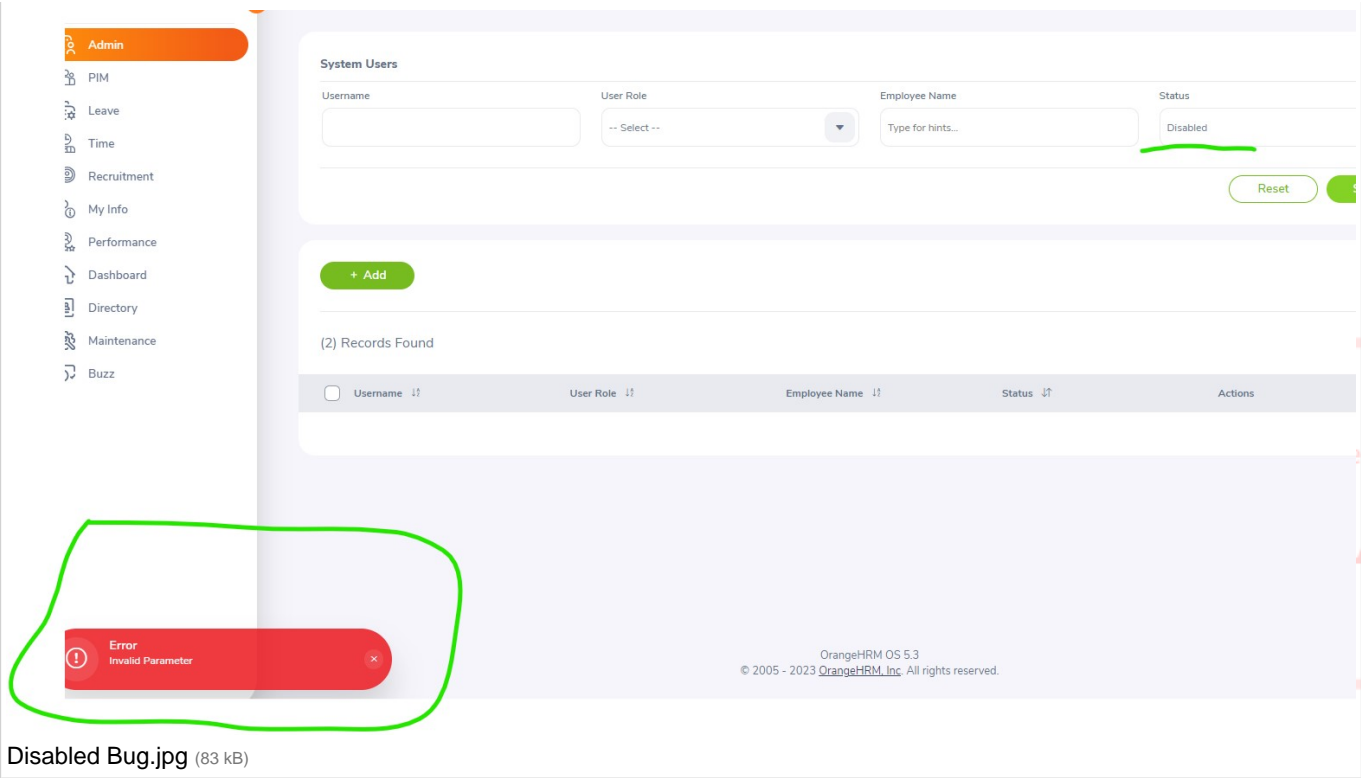 Admin
PIM
Leave
Time
Recruitment
My Info
Performance
Dashboard
Directory
Maintenance
Buzz
System Users
Username User Role Employee Name Status
-- Select -- Type for hints... Disabled
Reset
+ Add
(2) Records Found
Username User Role Employee Name Status Actions
Error
Invalid Parameter
OrangeHRM OS 5.3
© 2005 - 2023 OrangeHRM, Inc. All rights reserved.
Disabled Bug.jpg (83 kB)